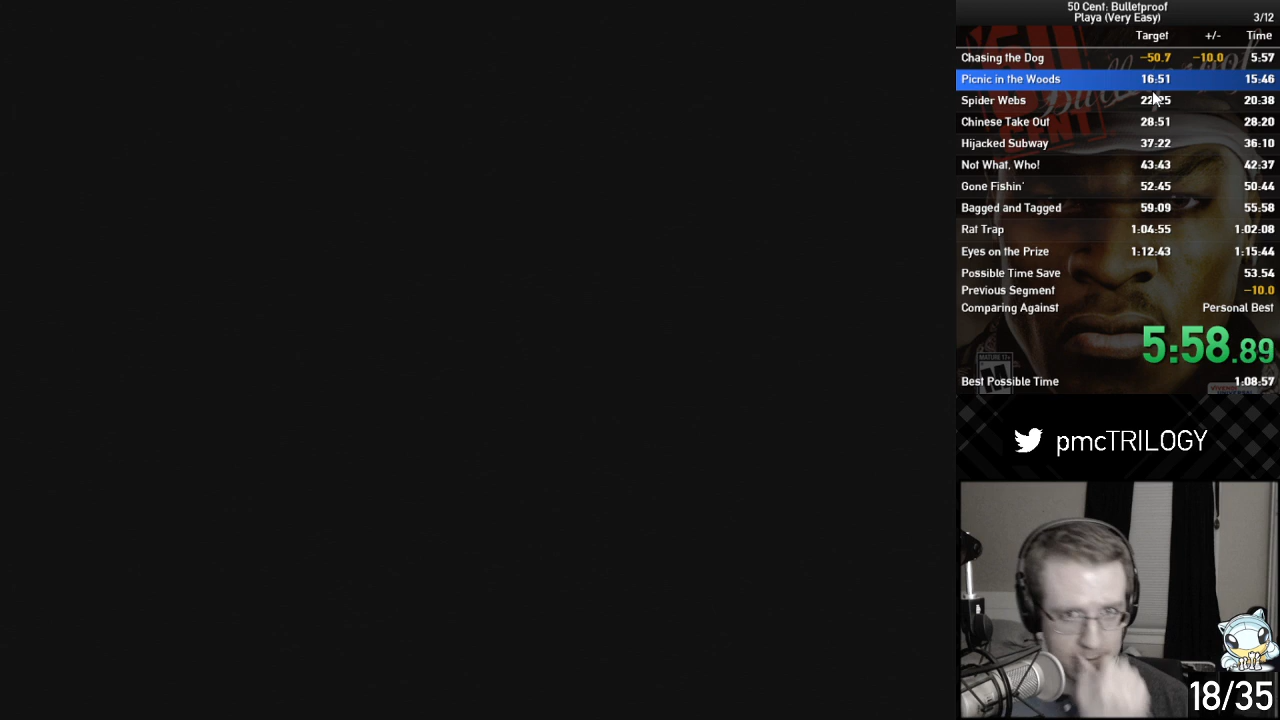 50 Cent: Bulletproof
Playa (Very Easy) 3/12
Target +/- Time
Chasing the Dog −50.7 −10.0 5:57
Picnic in the Woods 16:51 15:46
Spider Webs 22:25 20:38
Chinese Take Out 28:51 28:20
Hijacked Subway 37:22 36:10
Not What, Who! 43:43 42:37
Gone Fishin' 52:45 50:44
Bagged and Tagged 59:09 55:58
Rat Trap 1:04:55 1:02:08
Eyes on the Prize 1:12:43 1:15:44
Possible Time Save 53.54
Previous Segment −10.0
Comparing Against Personal Best
5:58.89
Best Possible Time 1:08:57
pmcTRILOGY
18/35